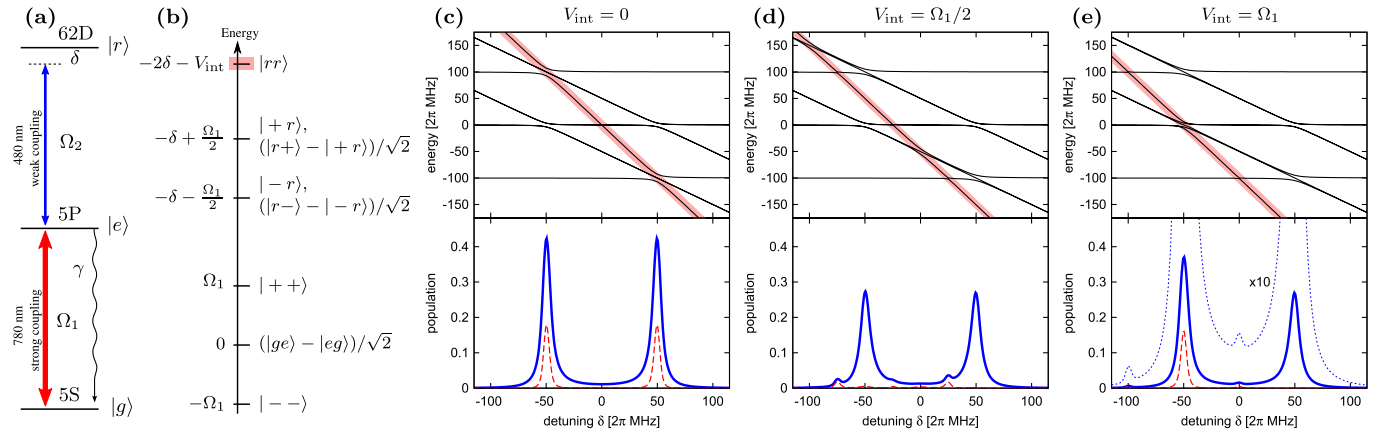 (a)
62D
|r⟩
δ
480 nm
weak coupling
Ω₂
5P
|e⟩
γ
780 nm
strong coupling
Ω₁
5S
|g⟩
(b)
Energy
−2δ − V_int
|rr⟩
−δ + Ω₁/2
|+r⟩,
(|r+⟩ − |+r⟩)/√2
−δ − Ω₁/2
|−r⟩,
(|r−⟩ − |−r⟩)/√2
Ω₁
|++⟩
0
(|ge⟩ − |eg⟩)/√2
−Ω₁
|−−⟩
(c)
V_int = 0
energy [2π MHz]
150
100
50
0
-50
-100
-150
population
0.4
0.3
0.2
0.1
0
-100 -50 0 50 100
detuning δ [2π MHz]
(d)
V_int = Ω₁/2
energy [2π MHz]
150
100
50
0
-50
-100
-150
population
0.4
0.3
0.2
0.1
0
-100 -50 0 50 100
detuning δ [2π MHz]
(e)
V_int = Ω₁
energy [2π MHz]
150
100
50
0
-50
-100
-150
population
0.4
0.3
0.2
0.1
0
x10
-100 -50 0 50 100
detuning δ [2π MHz]